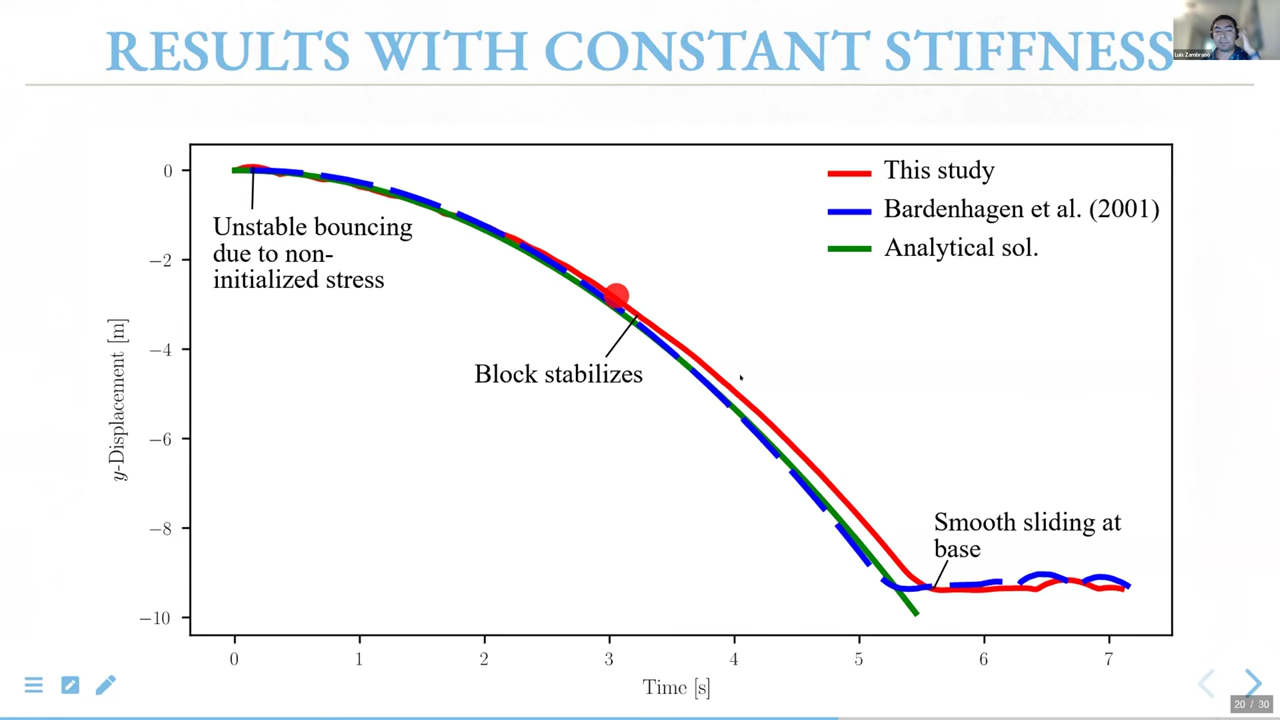 RESULTS WITH CONSTANT STIFFNESS
Luis Zambrano
This study
Bardenhagen et al. (2001)
Analytical sol.
Unstable bouncing
due to non-
initialized stress
Block stabilizes
Smooth sliding at
base
y-Displacement [m]
0
−2
−4
−6
−8
−10
0 1 2 3 4 5 6 7
Time [s]
20 / 30